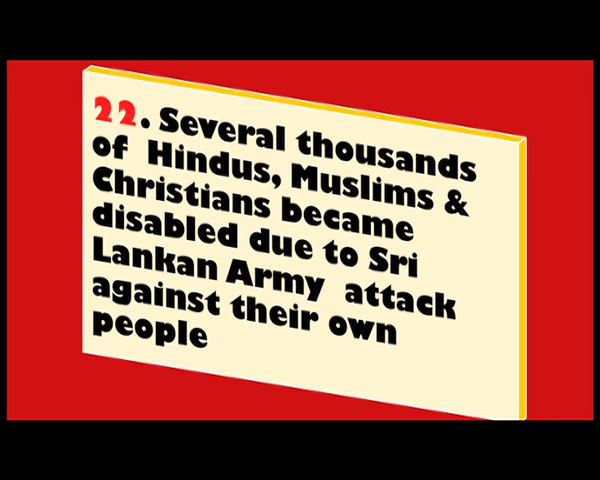 22. Several thousands
of Hindus, Muslims &
Christians became
disabled due to Sri
Lankan Army attack
against their own
people